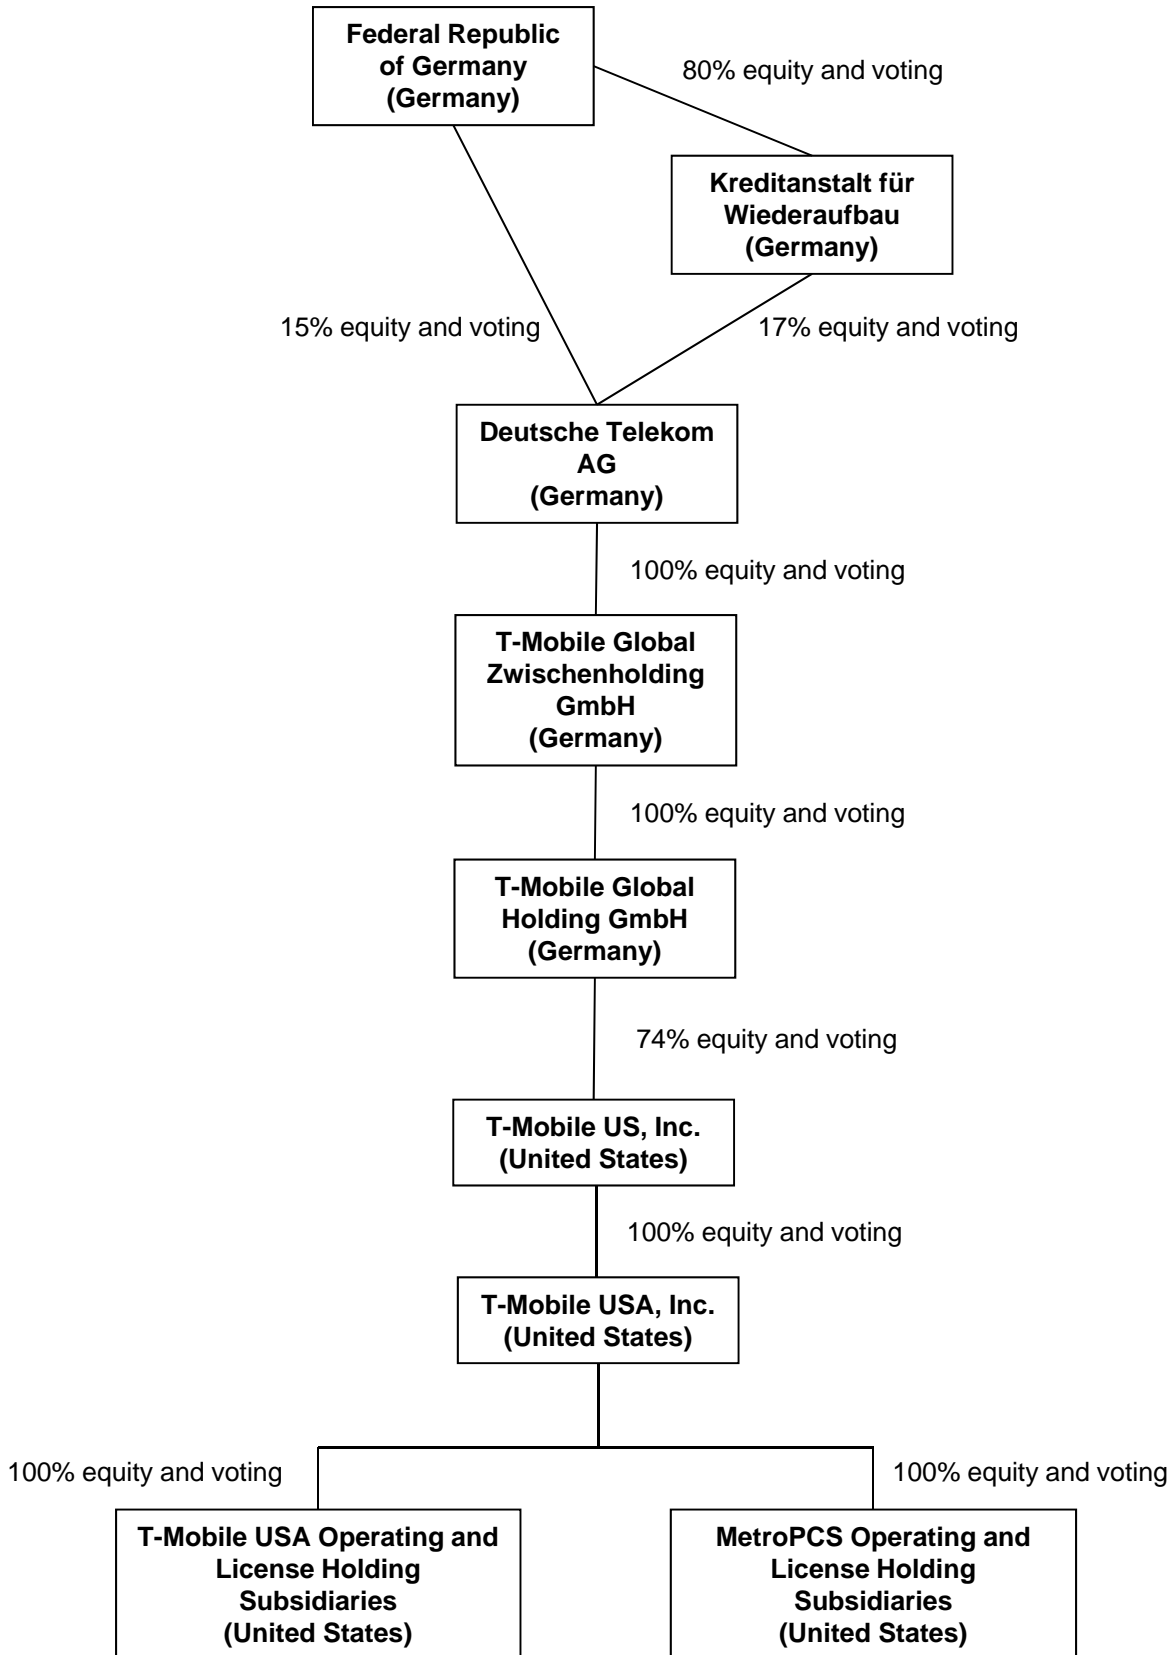 Federal Republic
of Germany
(Germany)
80% equity and voting
Kreditanstalt für
Wiederaufbau
(Germany)
15% equity and voting
17% equity and voting
Deutsche Telekom
AG
(Germany)
100% equity and voting
T-Mobile Global
Zwischenholding
GmbH
(Germany)
100% equity and voting
T-Mobile Global
Holding GmbH
(Germany)
74% equity and voting
T-Mobile US, Inc.
(United States)
100% equity and voting
T-Mobile USA, Inc.
(United States)
100% equity and voting
100% equity and voting
T-Mobile USA Operating and
License Holding
Subsidiaries
(United States)
MetroPCS Operating and
License Holding
Subsidiaries
(United States)